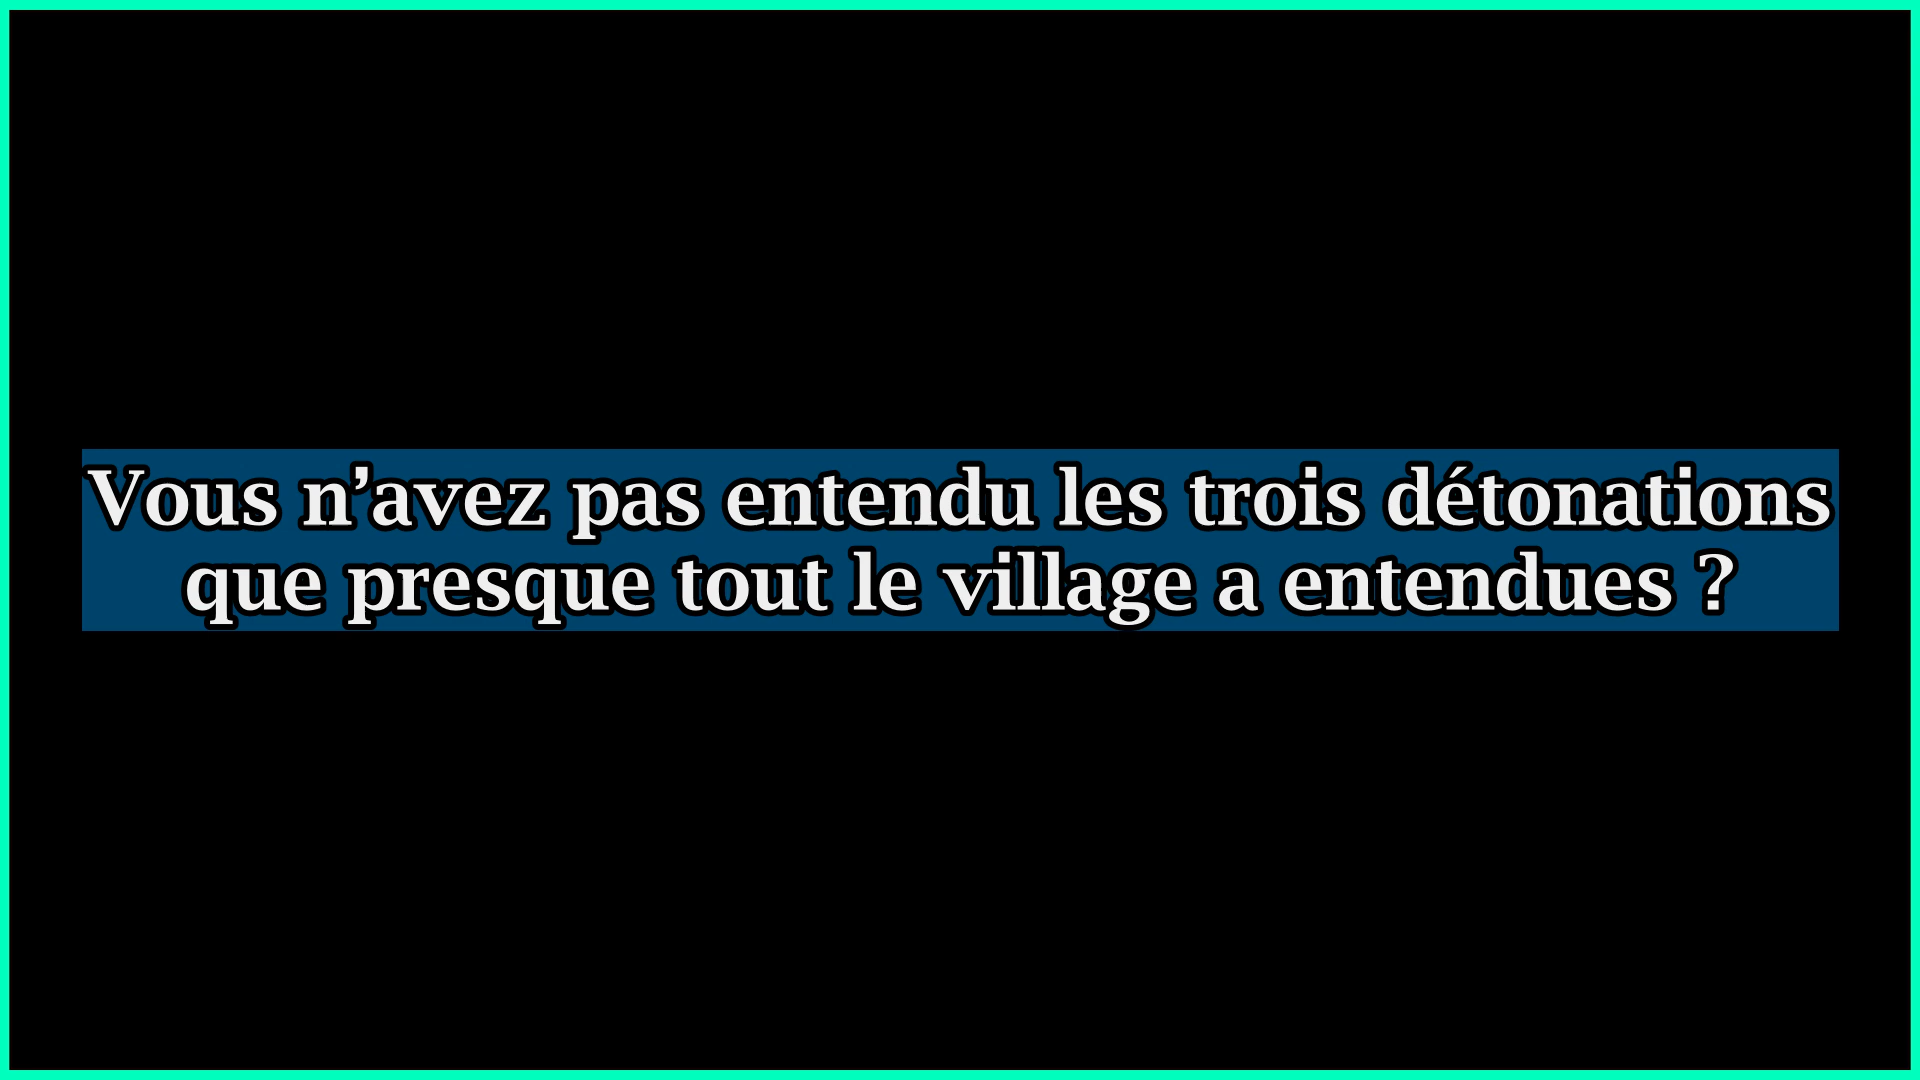 Vous n’avez pas entendu les trois détonations
que presque tout le village a entendues ?